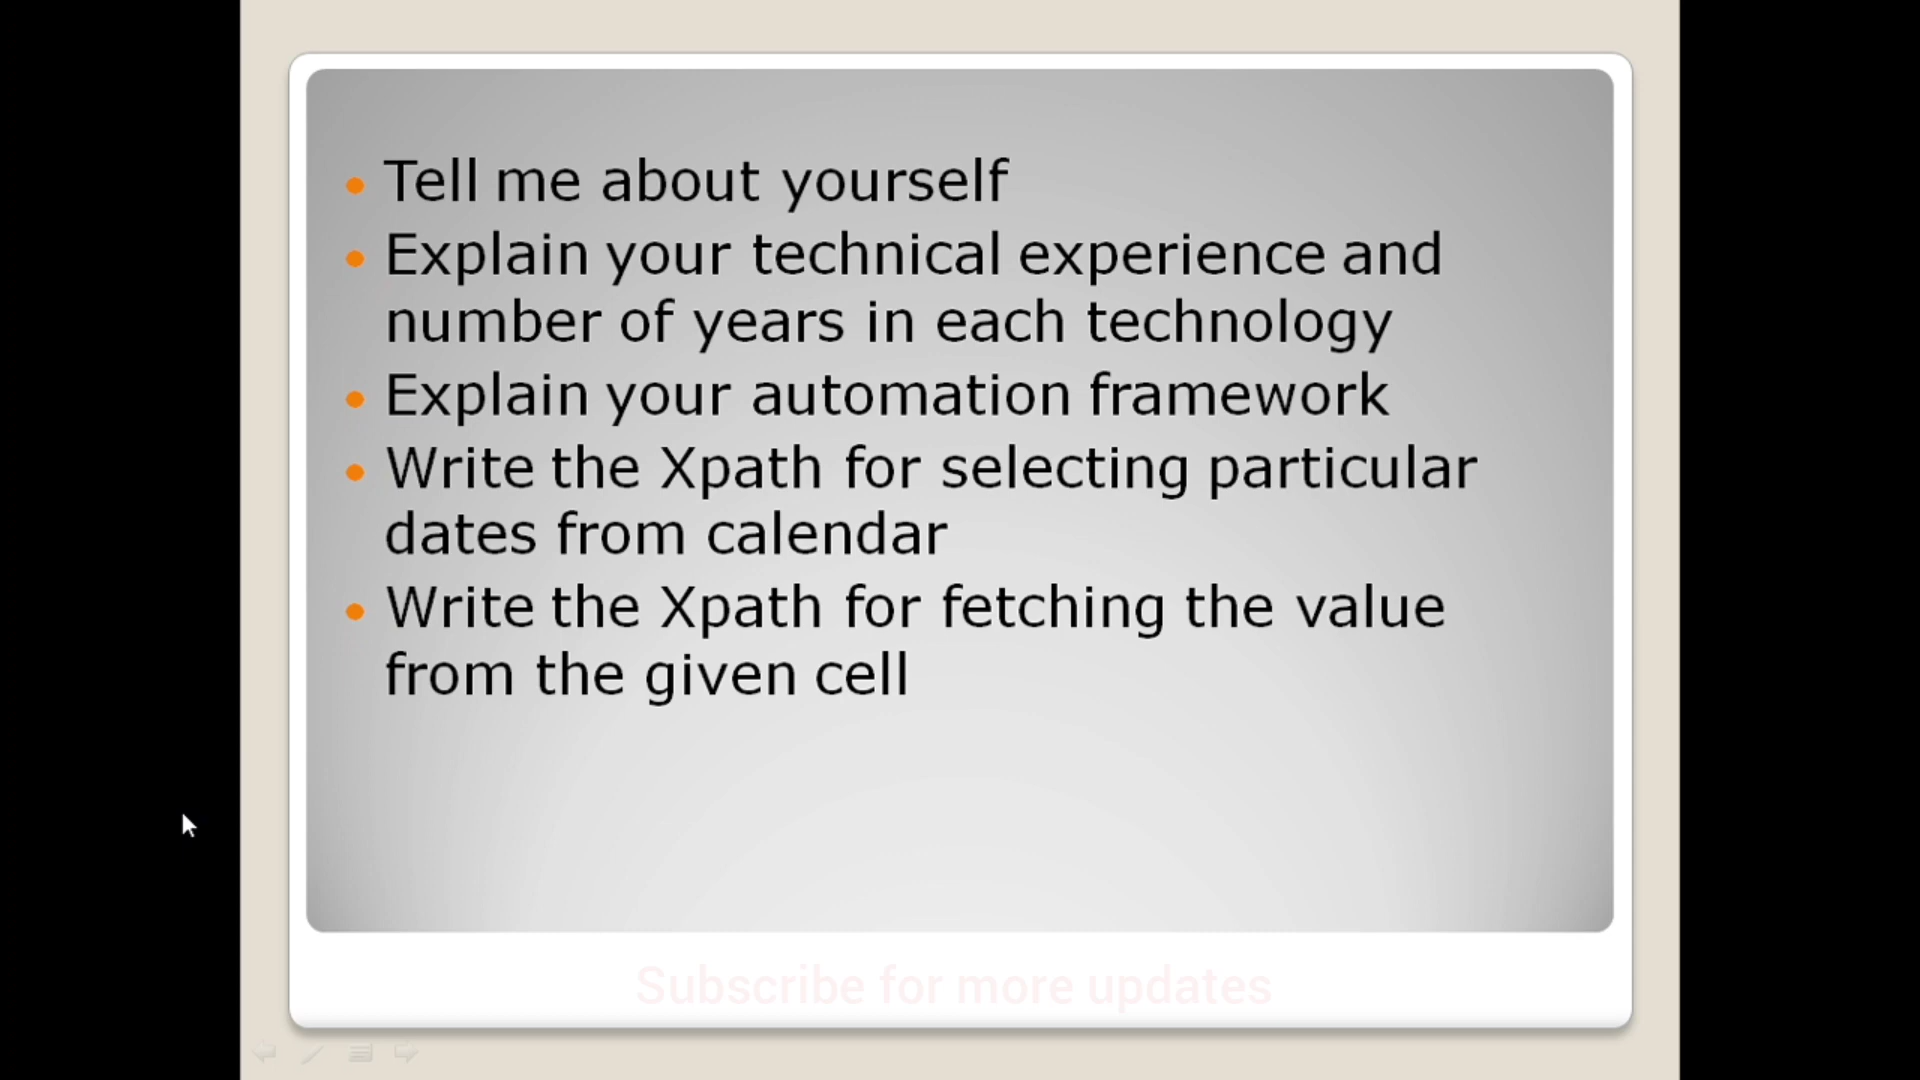 Tell me about yourself
Explain your technical experience and
number of years in each technology
Explain your automation framework
Write the Xpath for selecting particular
dates from calendar
Write the Xpath for fetching the value
from the given cell
Subscribe for more updates